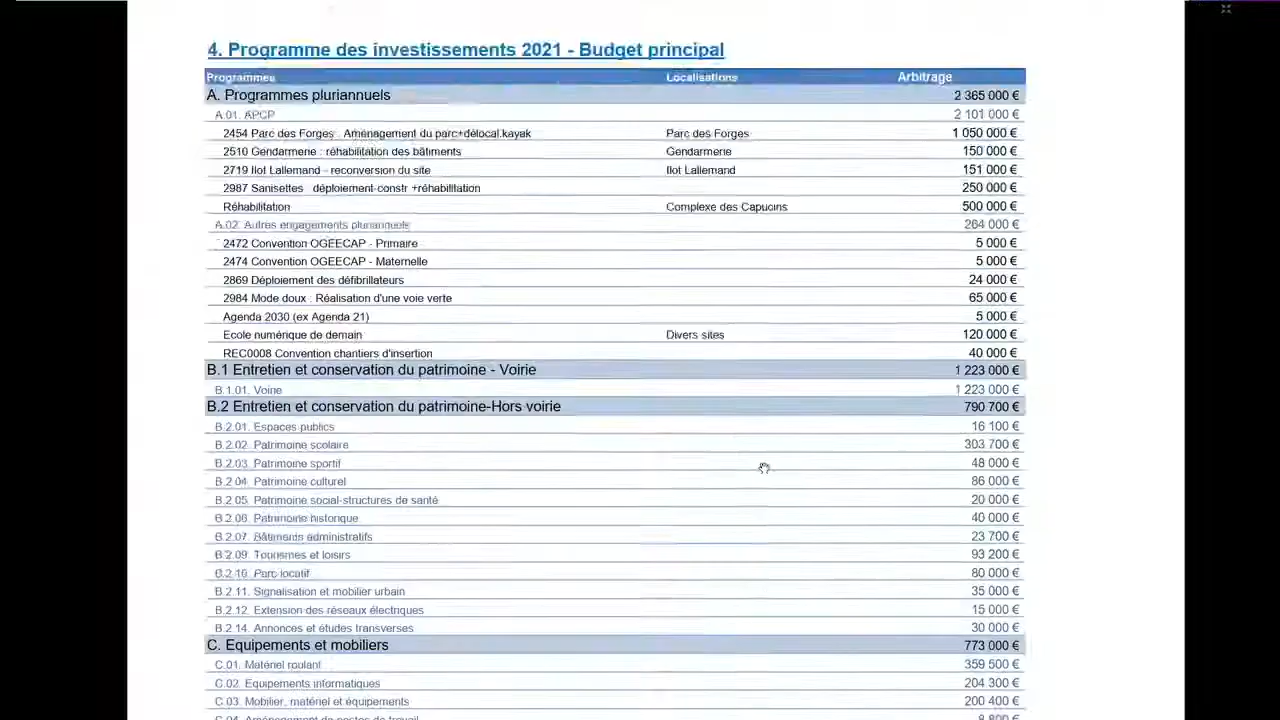 4. Programme des investissements 2021 - Budget principal
Programmes Localisations Arbitrage
A. Programmes pluriannuels 2 365 000 €
A.01. APCP 2 101 000 €
2454 Parc des Forges : Aménagement du parc+délocal.kayak Parc des Forges 1 050 000 €
2510 Gendarmerie : réhabilitation des bâtiments Gendarmerie 150 000 €
2719 Ilot Lallemand - reconversion du site Ilot Lallemand 151 000 €
2987 Sanisettes déploiement-constr +réhabilitation 250 000 €
Réhabilitation Complexe des Capucins 500 000 €
A.02. Autres engagements pluriannuels 264 000 €
2472 Convention OGEECAP - Primaire 5 000 €
2474 Convention OGEECAP - Maternelle 5 000 €
2869 Déploiement des défibrillateurs 24 000 €
2984 Mode doux : Réalisation d'une voie verte 65 000 €
Agenda 2030 (ex Agenda 21) 5 000 €
Ecole numérique de demain Divers sites 120 000 €
REC0008 Convention chantiers d'insertion 40 000 €
B.1 Entretien et conservation du patrimoine - Voirie 1 223 000 €
B.1.01. Voirie 1 223 000 €
B.2 Entretien et conservation du patrimoine-Hors voirie 790 700 €
B.2.01. Espaces publics 16 100 €
B.2.02. Patrimoine scolaire 303 700 €
B.2.03. Patrimoine sportif 48 000 €
B.2.04. Patrimoine culturel 86 000 €
B.2.05. Patrimoine social-structures de santé 20 000 €
B.2.06. Patrimoine historique 40 000 €
B.2.07. Bâtiments administratifs 23 700 €
B.2.09. Tourismes et loisirs 93 200 €
B.2.10. Parc locatif 80 000 €
B.2.11. Signalisation et mobilier urbain 35 000 €
B.2.12. Extension des réseaux électriques 15 000 €
B.2.14. Annonces et études transverses 30 000 €
C. Equipements et mobiliers 773 000 €
C.01. Matériel roulant 359 500 €
C.02. Equipements informatiques 204 300 €
C.03. Mobilier, matériel et équipements 200 400 €
C.04. Aménagement de postes de travail 8 800 €